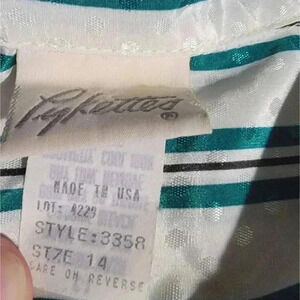 Pykettes®
MADE IN USA
LOT: 4229
STYLE:3358
SIZE 14
CARE ON REVERSE